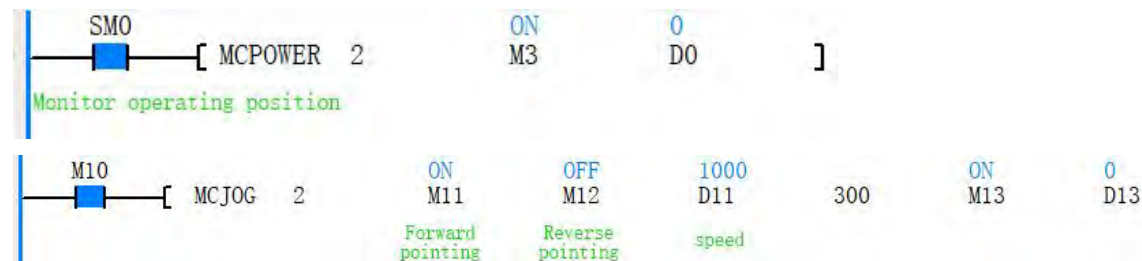 SM0 ON 0
[ MCPOWER 2 M3 D0 ]
Monitor operating position
M10 ON OFF 1000 ON 0
[ MCJOG 2 M11 M12 D11 300 M13 D13
Forward Reverse speed
pointing pointing